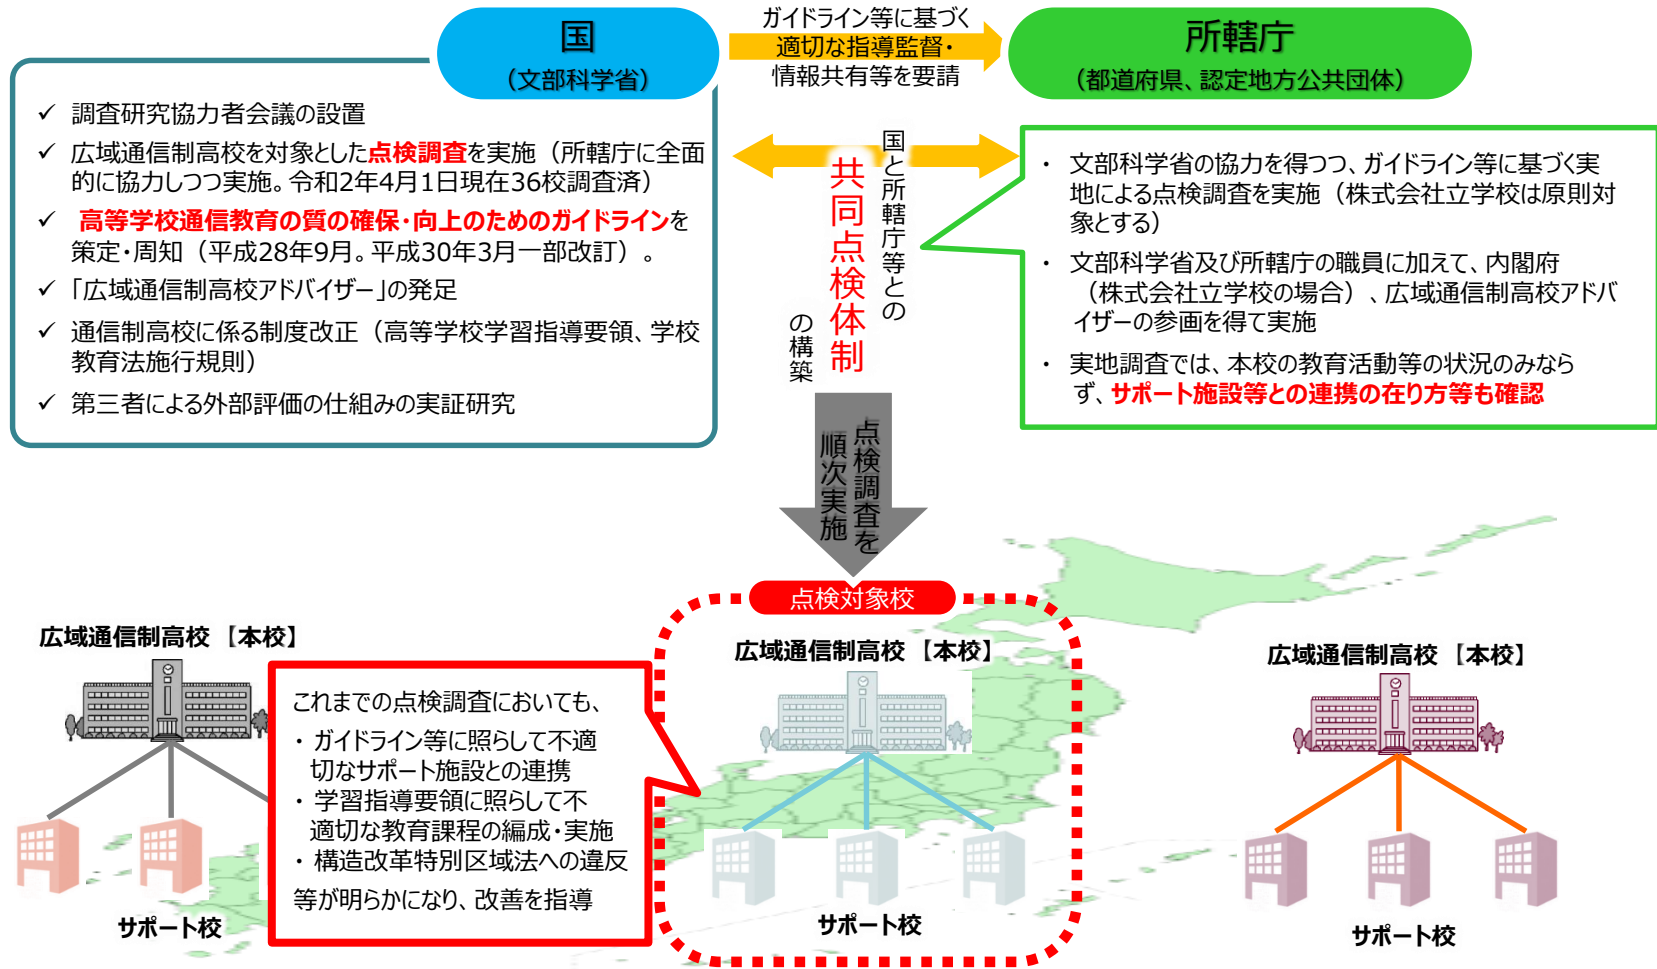 国
（文部科学省）
ガイドライン等に基づく
適切な指導監督・
情報共有等を要請
所轄庁
（都道府県、認定地方公共団体）
✓ 調査研究協力者会議の設置
✓ 広域通信制高校を対象とした点検調査を実施（所轄庁に全面
的に協力しつつ実施。令和2年4月1日現在36校調査済）
✓ 高等学校通信教育の質の確保・向上のためのガイドラインを
策定・周知（平成28年9月。平成30年3月一部改訂）。
✓ 「広域通信制高校アドバイザー」の発足
✓ 通信制高校に係る制度改正（高等学校学習指導要領、学校
教育法施行規則）
✓ 第三者による外部評価の仕組みの実証研究
国と所轄庁等との
共同点検体制
の構築
・ 文部科学省の協力を得つつ、ガイドライン等に基づく実
地による点検調査を実施（株式会社立学校は原則対
象とする）
・ 文部科学省及び所轄庁の職員に加えて、内閣府
（株式会社立学校の場合）、広域通信制高校アドバ
イザーの参画を得て実施
・ 実地調査では、本校の教育活動等の状況のみなら
ず、サポート施設等との連携の在り方等も確認
点検調査を
順次実施
点検対象校
広域通信制高校 【本校】
サポート校
これまでの点検調査においても、
・ ガイドライン等に照らして不適
切なサポート施設との連携
・ 学習指導要領に照らして不
適切な教育課程の編成・実施
・ 構造改革特別区域法への違反
等が明らかになり、改善を指導
広域通信制高校 【本校】
サポート校
広域通信制高校 【本校】
サポート校